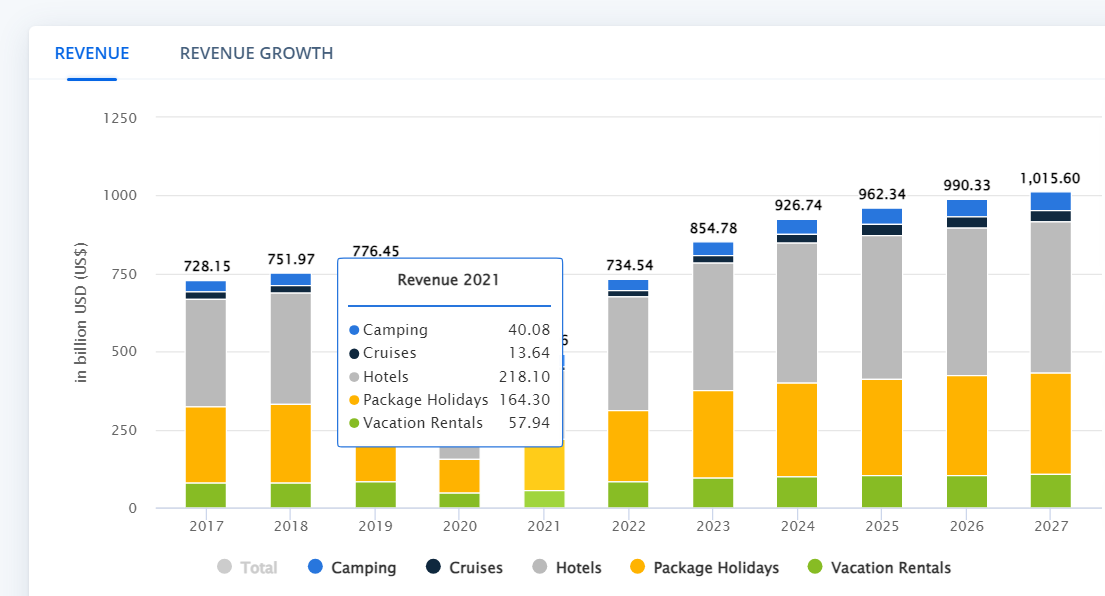 REVENUE REVENUE GROWTH
1250
1000
750
500
250
0
in billion USD (US$)
728.15 751.97 776.45 734.54 854.78 926.74 962.34 990.33 1,015.60
6
Revenue 2021
Camping 40.08
Cruises 13.64
Hotels 218.10
Package Holidays 164.30
Vacation Rentals 57.94
2017 2018 2019 2020 2021 2022 2023 2024 2025 2026 2027
Total Camping Cruises Hotels Package Holidays Vacation Rentals